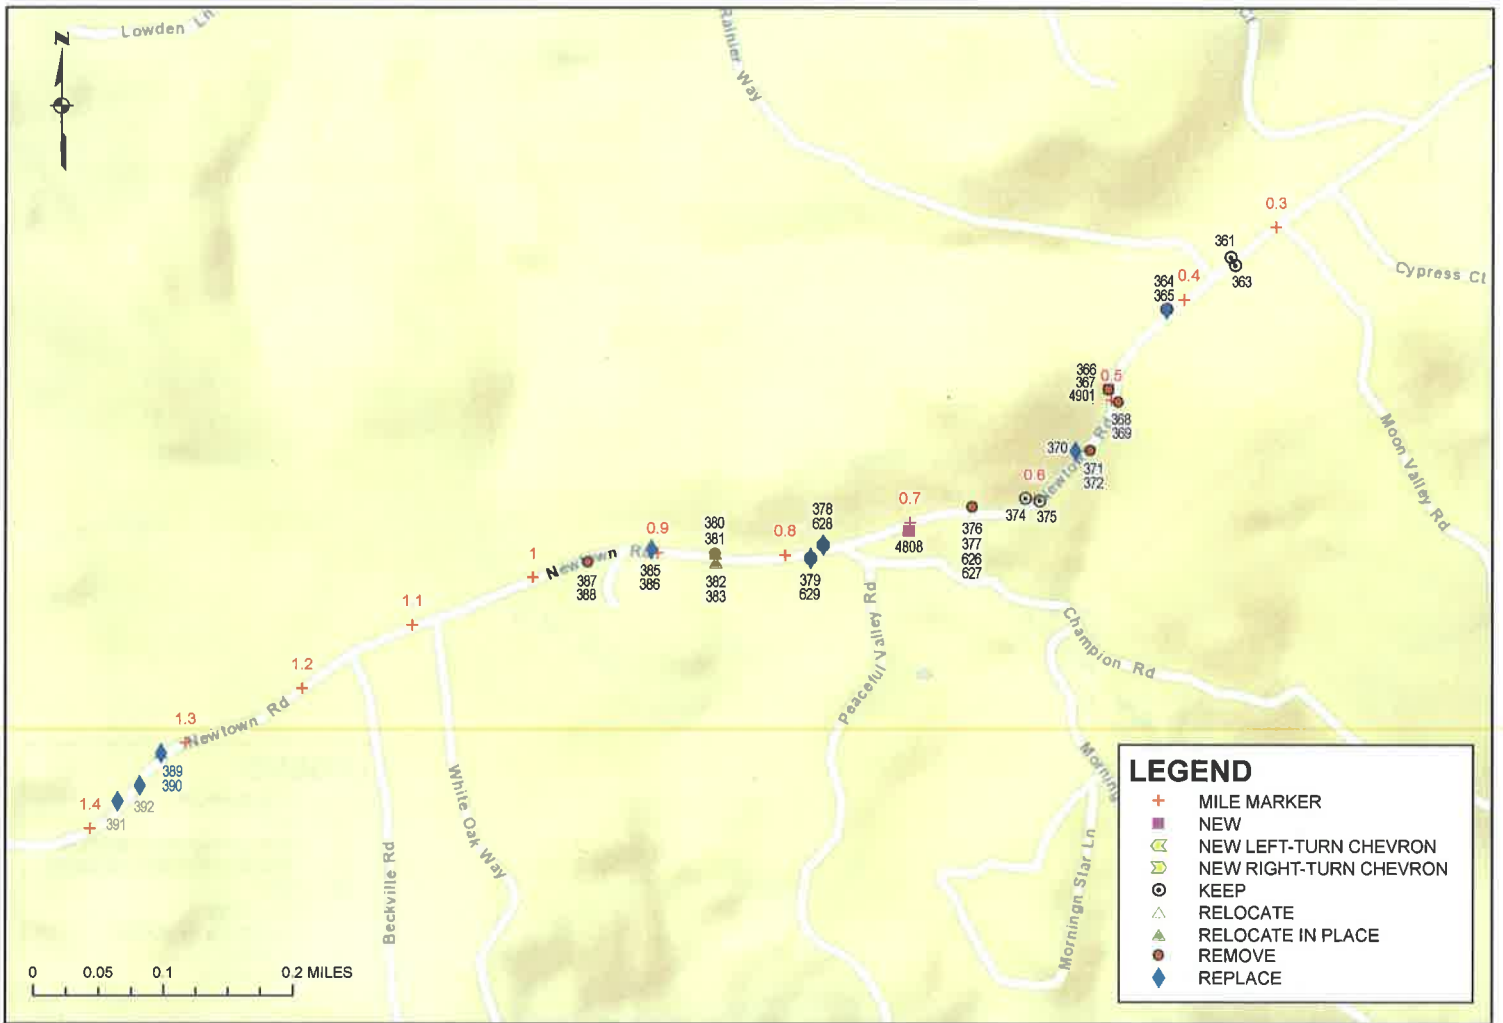 Lowden Ln
Z
Rainier Way
Ct
0.3
361
363
Cypress Ct
364
365
0.4
366
367
4901
0.5
368
369
370
371
372
Newtown Rd
Moon Valley Rd
0.6
374
375
0.7
4808
376
377
626
627
378
628
0.8
379
629
380
381
382
383
0.9
385
386
Newtown Rd
387
388
1
1.1
1.2
1.3
Newtown Rd
389
390
392
391
1.4
Peaceful Valley Rd
Champion Rd
Morning
Morningn Star Ln
White Oak Way
Beckville Rd
0 0.05 0.1 0.2 MILES
LEGEND
MILE MARKER
NEW
NEW LEFT-TURN CHEVRON
NEW RIGHT-TURN CHEVRON
KEEP
RELOCATE
RELOCATE IN PLACE
REMOVE
REPLACE